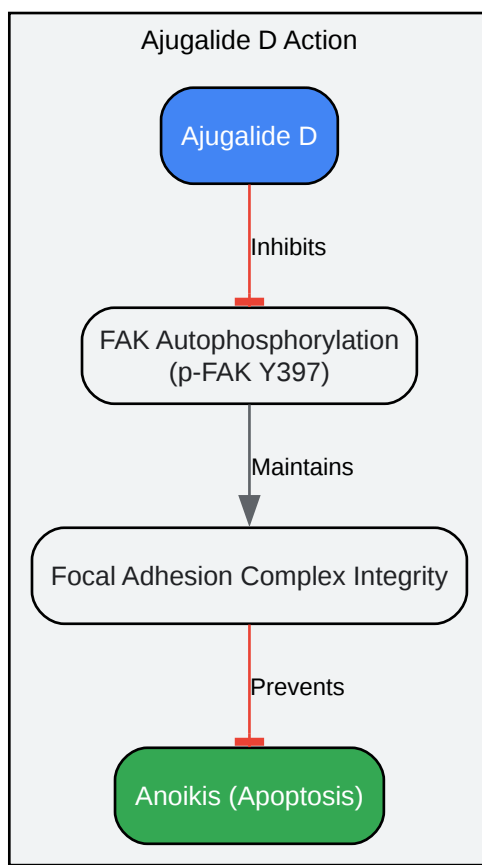 Ajugalide D Action
Ajugalide D
Inhibits
FAK Autophosphorylation
(p-FAK Y397)
Maintains
Focal Adhesion Complex Integrity
Prevents
Anoikis (Apoptosis)